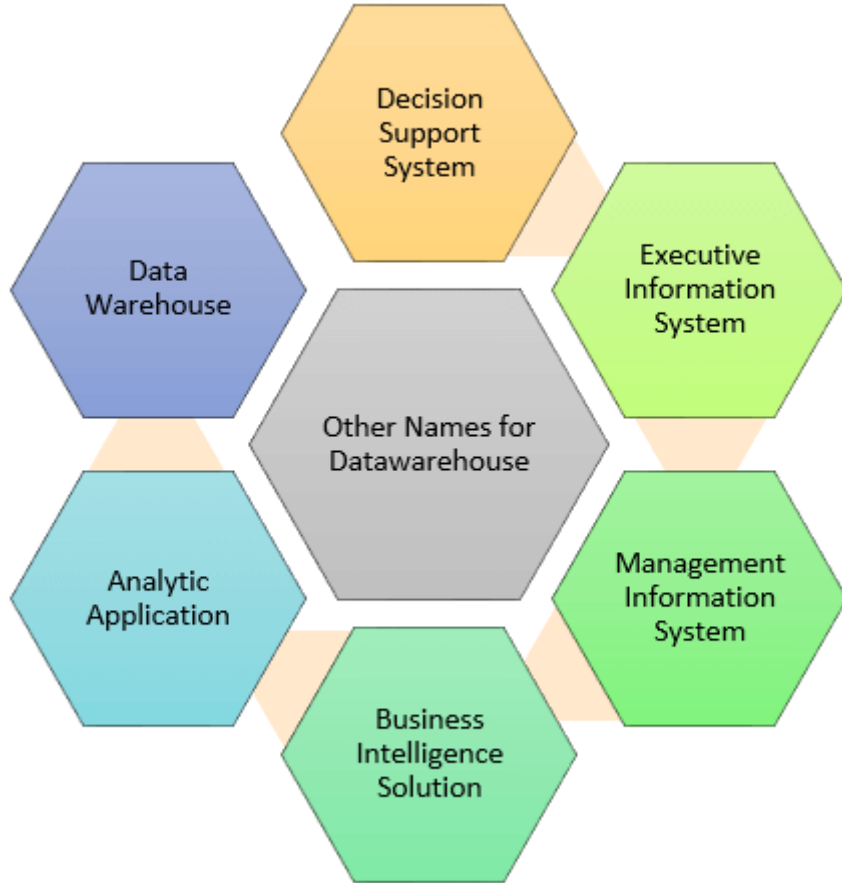 Decision
Support
System
Executive
Information
System
Management
Information
System
Business
Intelligence
Solution
Analytic
Application
Data
Warehouse
Other Names for
Datawarehouse